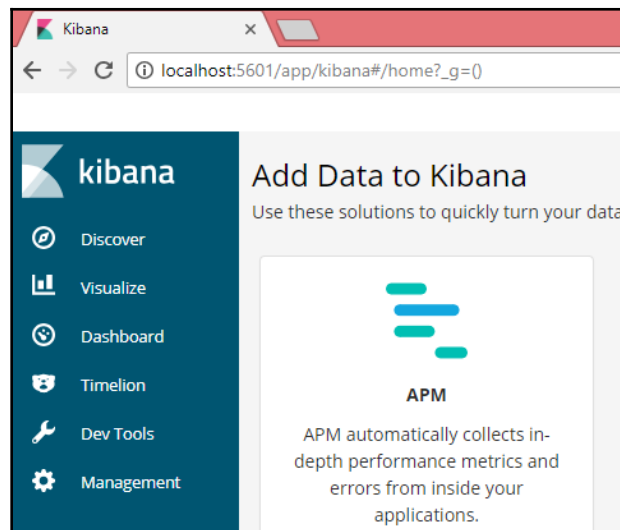 Kibana
localhost:5601/app/kibana#/home?_g=()
kibana
Discover
Visualize
Dashboard
Timelion
Dev Tools
Management
Add Data to Kibana
Use these solutions to quickly turn your data
APM
APM automatically collects in-
depth performance metrics and
errors from inside your
applications.